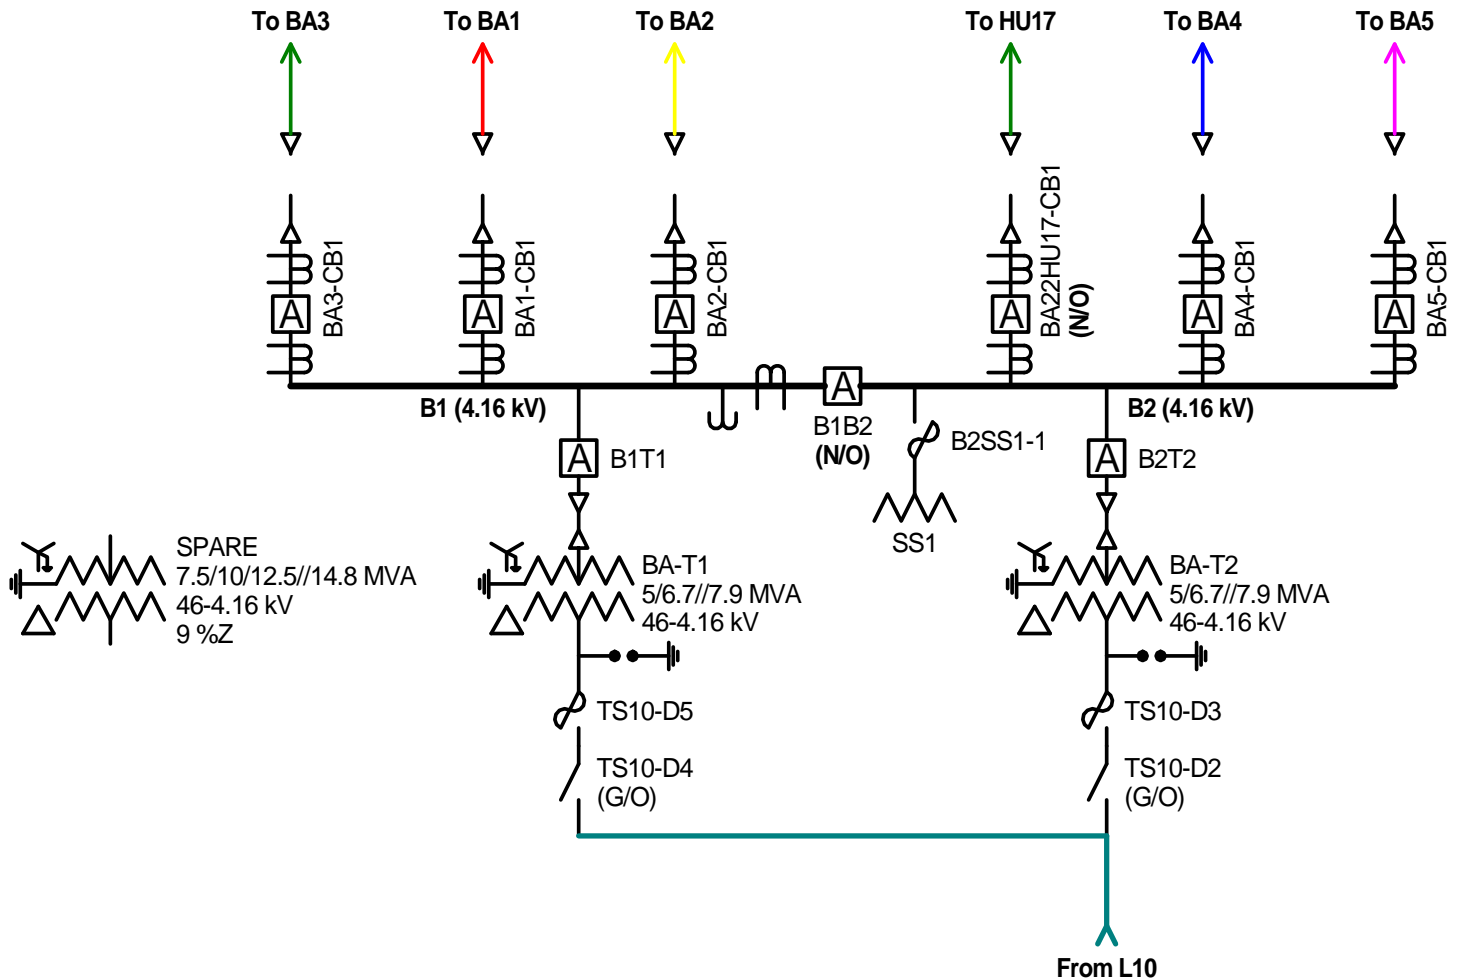 To BA3
To BA1
To BA2
To HU17
To BA4
To BA5
BA3-CB1
A
BA1-CB1
A
BA2-CB1
A
BA22HU17-CB1
(N/O)
A
BA4-CB1
A
BA5-CB1
A
B1 (4.16 kV)
A
B1B2
(N/O)
B2 (4.16 kV)
A
B1T1
B2SS1-1
SS1
A
B2T2
SPARE
7.5/10/12.5//14.8 MVA
46-4.16 kV
9 %Z
BA-T1
5/6.7//7.9 MVA
46-4.16 kV
BA-T2
5/6.7//7.9 MVA
46-4.16 kV
TS10-D5
TS10-D3
TS10-D4
(G/O)
TS10-D2
(G/O)
From L10